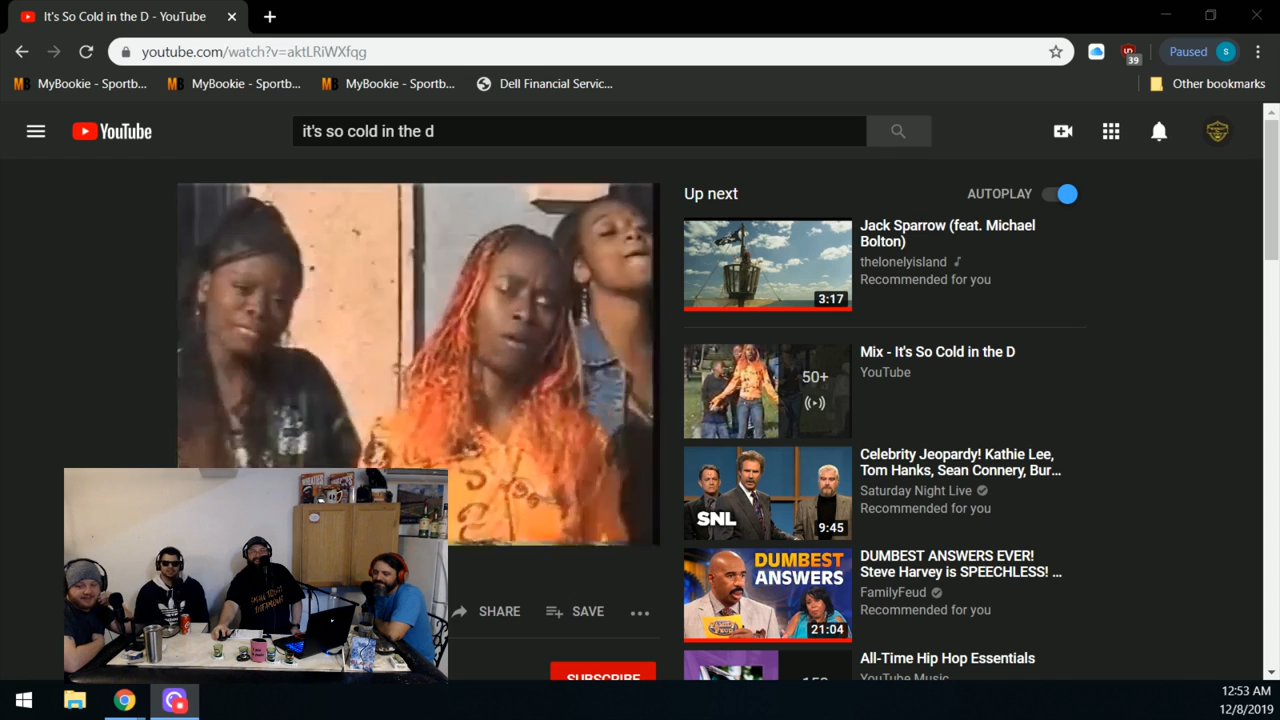 It's So Cold in the D - YouTube
youtube.com/watch?v=aktLRiWXfqg
39
Paused
S
MyBookie - Sportb...
MyBookie - Sportb...
MyBookie - Sportb...
Dell Financial Servic...
Other bookmarks
YouTube
it's so cold in the d
Up next
AUTOPLAY
Jack Sparrow (feat. Michael
Bolton)
thelonelyisland
Recommended for you
3:17
Mix - It's So Cold in the D
YouTube
50+
Celebrity Jeopardy! Kathie Lee,
Tom Hanks, Sean Connery, Bur...
Saturday Night Live
Recommended for you
SNL
9:45
DUMBEST ANSWERS EVER!
Steve Harvey is SPEECHLESS! ...
FamilyFeud
Recommended for you
DUMBEST
ANSWERS
21:04
All-Time Hip Hop Essentials
SMALL TOWN
INFAMOUS
SHARE
SAVE
SUBSCRIBE
12:53 AM
12/8/2019